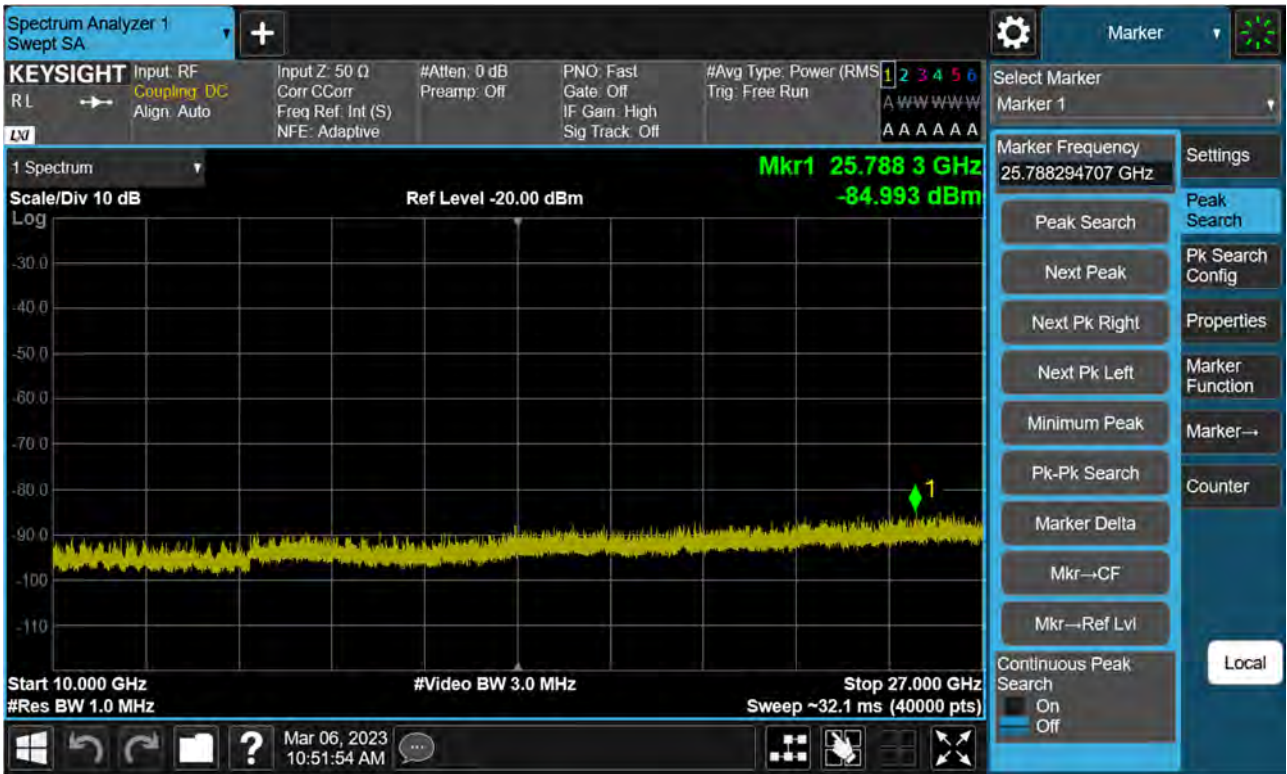 Spectrum Analyzer 1
Swept SA
+
Marker
KEYSIGHT
R L
LXI
Input: RF
Coupling: DC
Align: Auto
Input Z: 50 Ω
Corr CCorr
Freq Ref: Int (S)
NFE: Adaptive
#Atten: 0 dB
Preamp: Off
PNO: Fast
Gate: Off
IF Gain: High
Sig Track: Off
#Avg Type: Power (RMS
Trig: Free Run
1 2 3 4 5 6
A W W W W W
A A A A A A
Select Marker
Marker 1
1 Spectrum
Mkr1 25.788 3 GHz
-84.993 dBm
Scale/Div 10 dB
Ref Level -20.00 dBm
Log
-30.0
-40.0
-50.0
-60.0
-70.0
-80.0
-90.0
-100
-110
1
Start 10.000 GHz
#Video BW 3.0 MHz
Stop 27.000 GHz
#Res BW 1.0 MHz
Sweep ~32.1 ms (40000 pts)
Marker Frequency
25.788294707 GHz
Peak Search
Next Peak
Next Pk Right
Next Pk Left
Minimum Peak
Pk-Pk Search
Marker Delta
Mkr→CF
Mkr→Ref Lvl
Continuous Peak
Search
On
Off
Settings
Peak
Search
Pk Search
Config
Properties
Marker
Function
Marker→
Counter
Local
?
Mar 06, 2023
10:51:54 AM